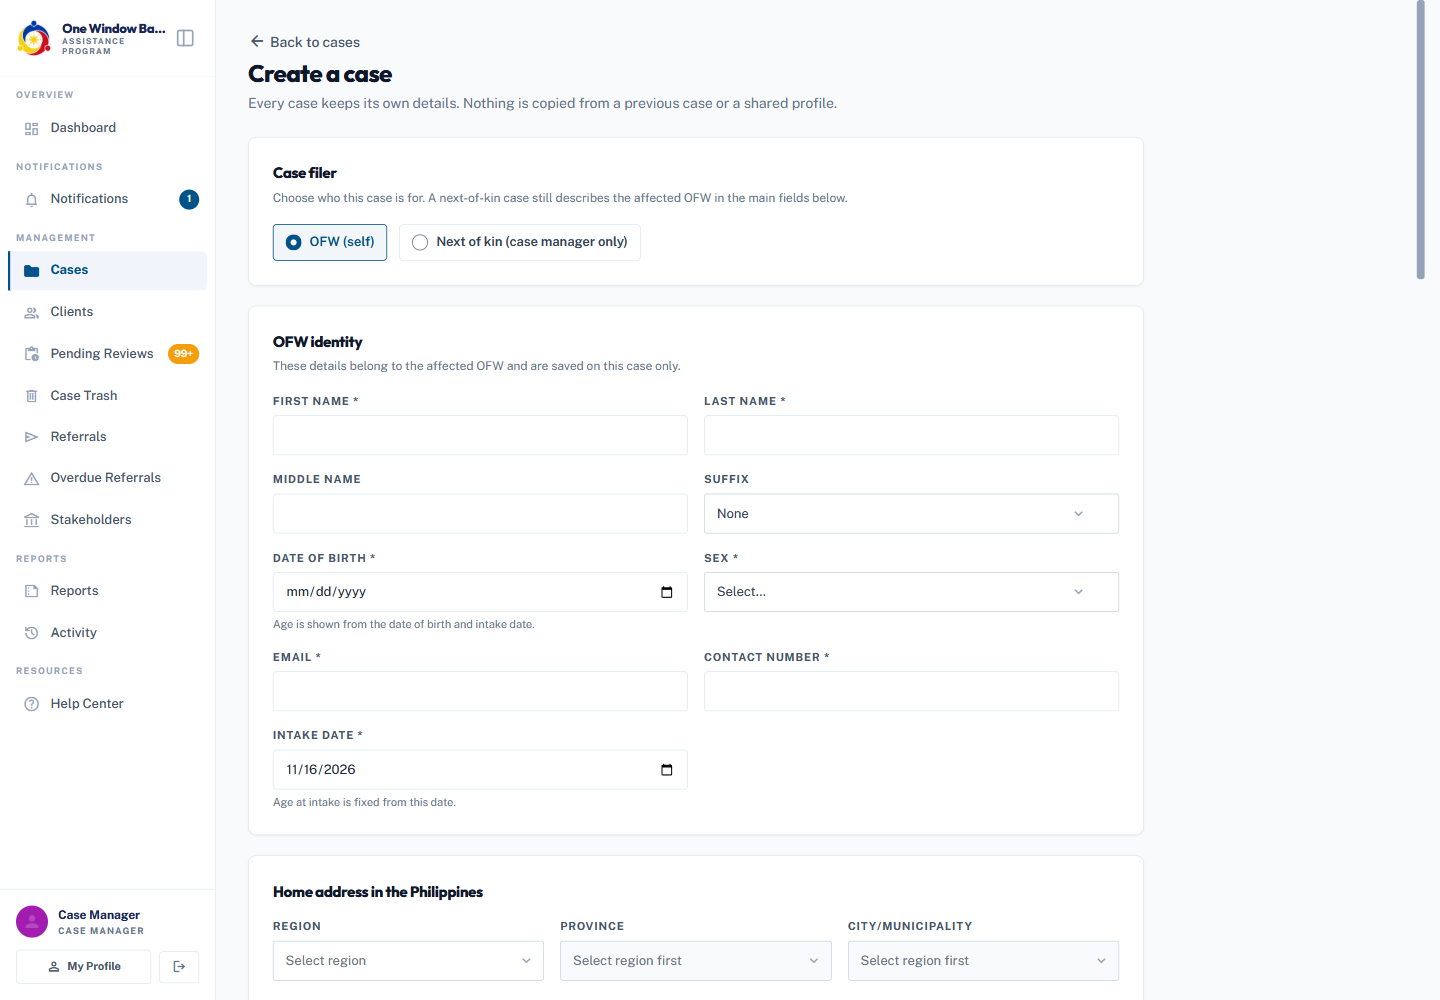 One Window Ba...
ASSISTANCE
PROGRAM
OVERVIEW
Dashboard
NOTIFICATIONS
Notifications
1
MANAGEMENT
Cases
Clients
Pending Reviews
99+
Case Trash
Referrals
Overdue Referrals
Stakeholders
REPORTS
Reports
Activity
RESOURCES
Help Center
Case Manager
CASE MANAGER
My Profile
Back to cases
Create a case
Every case keeps its own details. Nothing is copied from a previous case or a shared profile.
Case filer
Choose who this case is for. A next-of-kin case still describes the affected OFW in the main fields below.
OFW (self)
Next of kin (case manager only)
OFW identity
These details belong to the affected OFW and are saved on this case only.
FIRST NAME *
LAST NAME *
MIDDLE NAME
SUFFIX
None
DATE OF BIRTH *
SEX *
mm/dd/yyyy
Select...
Age is shown from the date of birth and intake date.
EMAIL *
CONTACT NUMBER *
INTAKE DATE *
11/16/2026
Age at intake is fixed from this date.
Home address in the Philippines
REGION
PROVINCE
CITY/MUNICIPALITY
Select region
Select region first
Select region first